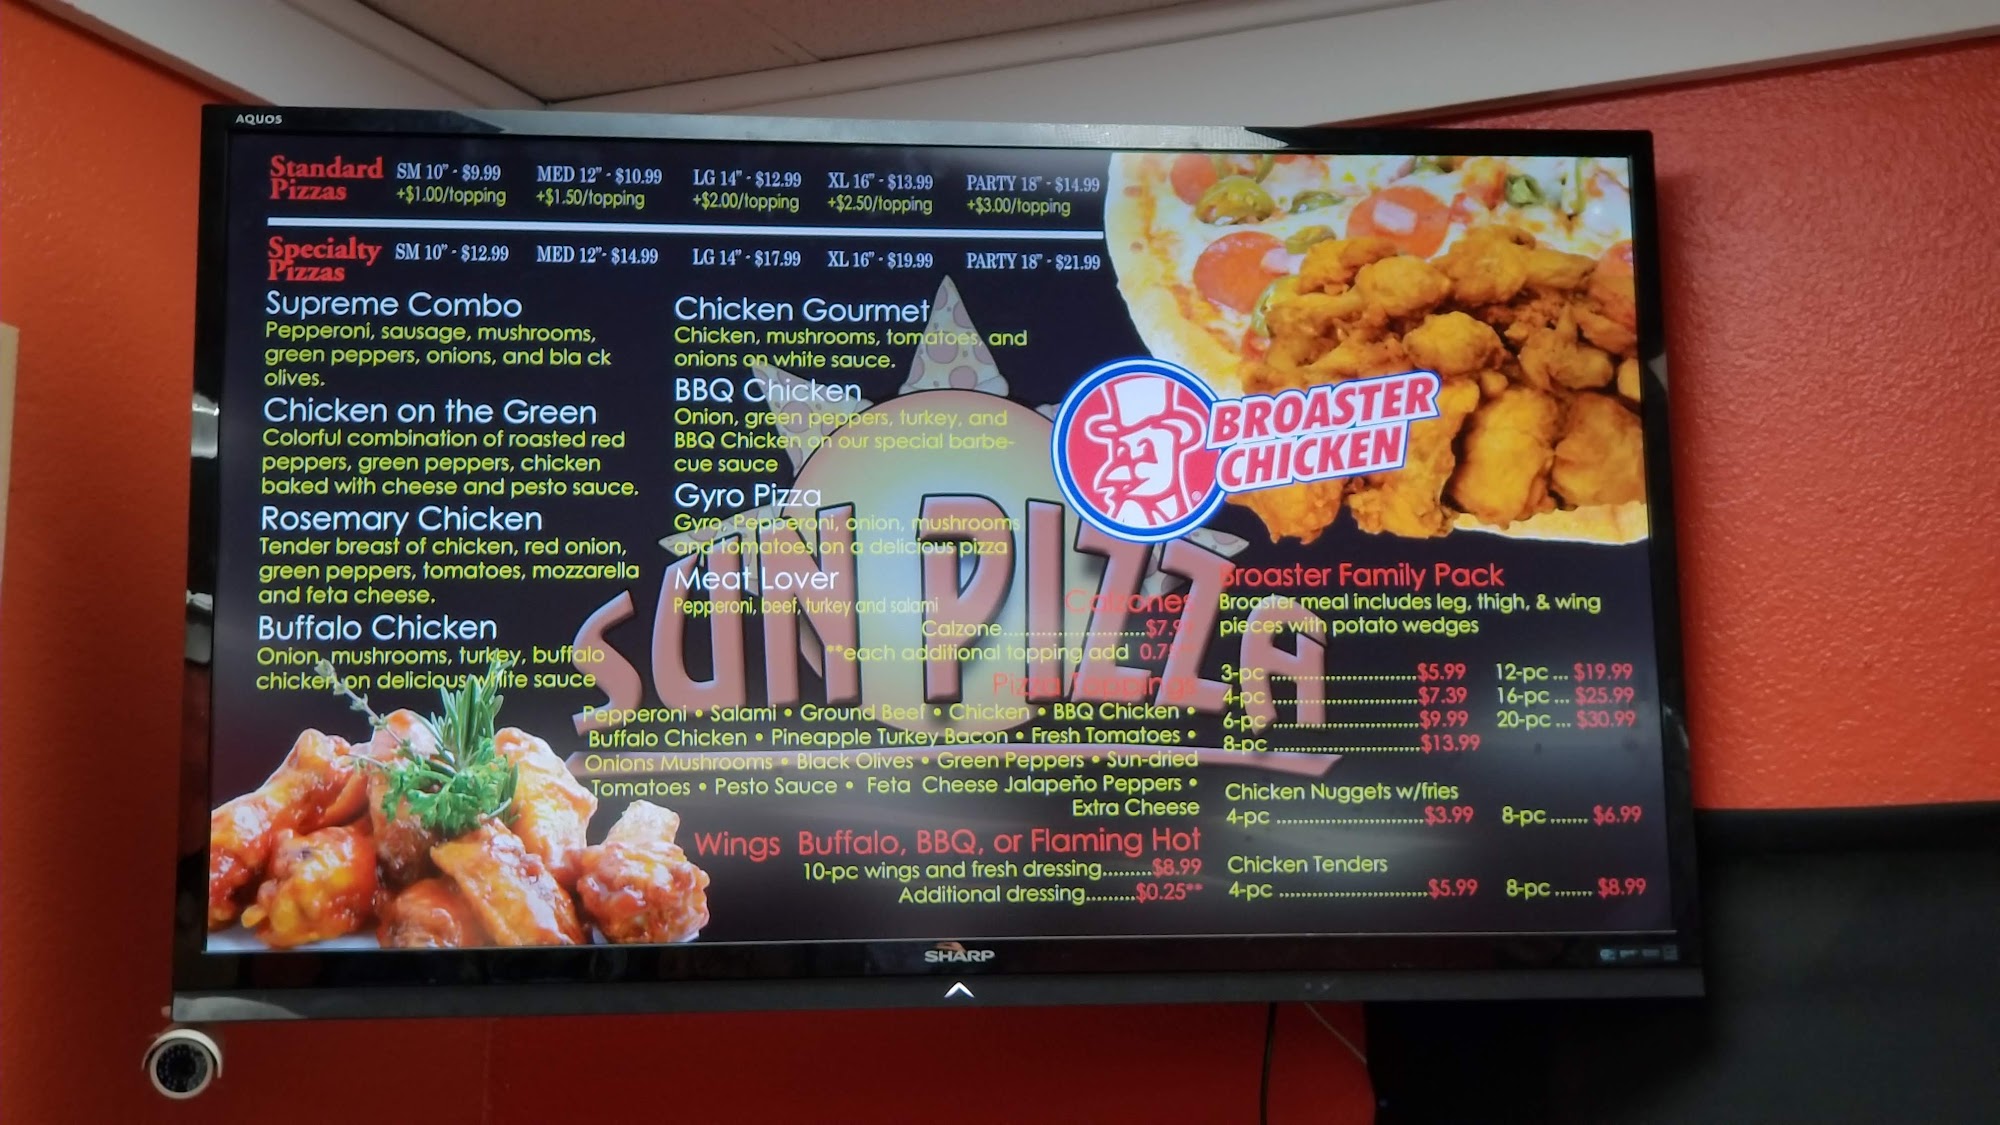 AQUOS
Standard Pizzas
SM 10" - $9.99
+$1.00/topping
MED 12" - $10.99
+$1.50/topping
LG 14" - $12.99
+$2.00/topping
XL 16" - $13.99
+$2.50/topping
PARTY 18" - $14.99
+$3.00/topping
Specialty Pizzas
SM 10" - $12.99
MED 12"- $14.99
LG 14" - $17.99
XL 16" - $19.99
PARTY 18" - $21.99
Supreme Combo
Pepperoni, sausage, mushrooms,
green peppers, onions, and bla ck
olives.
Chicken on the Green
Colorful combination of roasted red
peppers, green peppers, chicken
baked with cheese and pesto sauce.
Rosemary Chicken
Tender breast of chicken, red onion,
green peppers, tomatoes, mozzarella
and feta cheese.
Buffalo Chicken
Onion, mushrooms, turkey, buffalo
chicken on delicious white sauce
Chicken Gourmet
Chicken, mushrooms, tomatoes, and
onions on white sauce.
BBQ Chicken
Onion, green peppers, turkey, and
BBQ Chicken on our special barbe-
cue sauce
Gyro Pizza
Gyro, Pepperoni, onion, mushrooms
and tomatoes on a delicious pizza
Meat Lover
Pepperoni, beef, turkey and salami
SUN PIZZA
Calzones
Calzone........................$7.99
**each additional topping add
Pizza Toppings
Pepperoni • Salami • Ground Beef • Chicken • BBQ Chicken •
Buffalo Chicken • Pineapple Turkey Bacon • Fresh Tomatoes •
Onions Mushrooms • Black Olives • Green Peppers • Sun-dried
Tomatoes • Pesto Sauce • Feta Cheese Jalapeño Peppers •
Extra Cheese
Wings Buffalo, BBQ, or Flaming Hot
10-pc wings and fresh dressing.........$8.99
Additional dressing.........$0.25**
BROASTER
CHICKEN
Broaster Family Pack
Broaster meal includes leg, thigh, & wing
pieces with potato wedges
3-pc ..........................$5.99 12-pc ... $19.99
4-pc ..........................$7.39 16-pc ... $25.99
6-pc ..........................$9.99 20-pc ... $30.99
8-pc ..........................$13.99
Chicken Nuggets w/fries
4-pc ..........................$3.99 8-pc ....... $6.99
Chicken Tenders
4-pc ..........................$5.99 8-pc ....... $8.99
SHARP